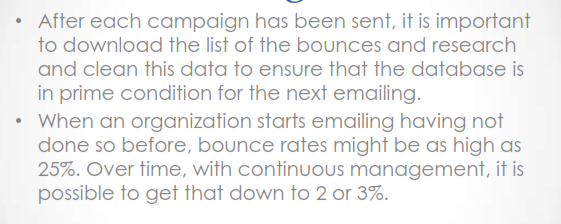 • After each campaign has been sent, it is important
to download the list of the bounces and research
and clean this data to ensure that the database is
in prime condition for the next emailing.
• When an organization starts emailing having not
done so before, bounce rates might be as high as
25%. Over time, with continuous management, it is
possible to get that down to 2 or 3%.